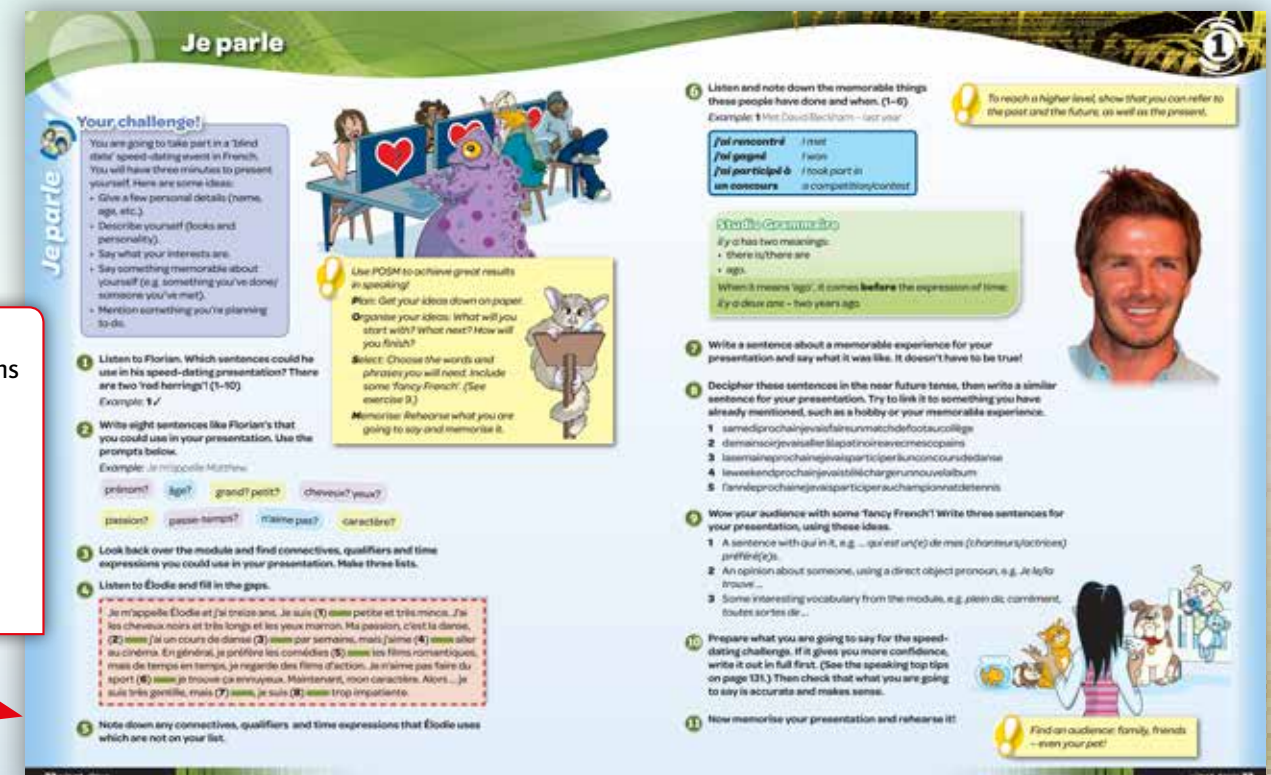 Je parle
1
Je parle
Your challenge!
You are going to take part in a 'blind
date' speed-dating event in French.
You will have three minutes to present
yourself. Here are some ideas:
• Give a few personal details (name,
age, etc.).
• Describe yourself (looks and
personality).
• Say what your interests are.
• Say something memorable about
yourself (e.g. something you've done/
someone you've met).
• Mention something you're planning
to do.
Use POSM to achieve great results
in speaking!
Plan: Get your ideas down on paper.
Organise your ideas: What will you
start with? What next? How will
you finish?
Select: Choose the words and
phrases you will need. Include
some 'fancy French'. (See
exercise 9.)
Memorise: Rehearse what you are
going to say and memorise it.
1 Listen to Florian. Which sentences could he
use in his speed-dating presentation? There
are two 'red herrings'! (1–10)
Example: 1 ✓
2 Write eight sentences like Florian's that
you could use in your presentation. Use the
prompts below.
Example: Je m'appelle Matthew.
prénom? âge? grand? petit? cheveux? yeux?
passion? passe-temps? n'aime pas? caractère?
3 Look back over the module and find connectives, qualifiers and time
expressions you could use in your presentation. Make three lists.
4 Listen to Élodie and fill in the gaps.
Je m'appelle Élodie et j'ai treize ans. Je suis (1) petite et très mince. J'ai
les cheveux noirs et très longs et les yeux marron. Ma passion, c'est la danse,
(2) j'ai un cours de danse (3) par semaine, mais j'aime (4) aller
au cinéma. En général, je préfère les comédies (5) les films romantiques,
mais de temps en temps, je regarde des films d'action. Je n'aime pas faire du
sport (6) je trouve ça ennuyeux. Maintenant, mon caractère. Alors ... je
suis très gentille, mais (7) , je suis (8) trop impatiente.
5 Note down any connectives, qualifiers and time expressions that Élodie uses
which are not on your list.
6 Listen and note down the memorable things
these people have done and when. (1–6)
Example: 1 Met David Beckham – last year
j'ai rencontré I met
j'ai gagné I won
j'ai participé à I took part in
un concours a competition/contest
To reach a higher level, show that you can refer to
the past and the future, as well as the present.
Studio Grammaire
il y a has two meanings:
• there is/there are
• ago.
When it means 'ago', it comes before the expression of time:
il y a deux ans – two years ago
7 Write a sentence about a memorable experience for your
presentation and say what it was like. It doesn't have to be true!
8 Decipher these sentences in the near future tense, then write a similar
sentence for your presentation. Try to link it to something you have
already mentioned, such as a hobby or your memorable experience.
1 samediprochainjevaisfaireunmatchdefootaucollège
2 demainsoirjevaisalleràlapatinoireavecmescopains
3 lasemaineprochainejevaisparticiperàunconcoursdedanse
4 leweekendprochainjevaistéléchargerunnouvelalbum
5 l'annéeprochainejevaisparticiperauchampionnatdetennis
9 Wow your audience with some 'fancy French'! Write three sentences for
your presentation, using these ideas.
1 A sentence with qui in it, e.g. ... qui est un(e) de mes (chanteurs/actrices)
préféré(e)s.
2 An opinion about someone, using a direct object pronoun, e.g. Je le/la
trouve ...
3 Some interesting vocabulary from the module, e.g. plein de, carrément,
toutes sortes de ...
10 Prepare what you are going to say for the speed-
dating challenge. If it gives you more confidence,
write it out in full first. (See the speaking top tips
on page 131.) Then check that what you are going
to say is accurate and makes sense.
11 Now memorise your presentation and rehearse it!
Find an audience: family, friends
– even your pet!